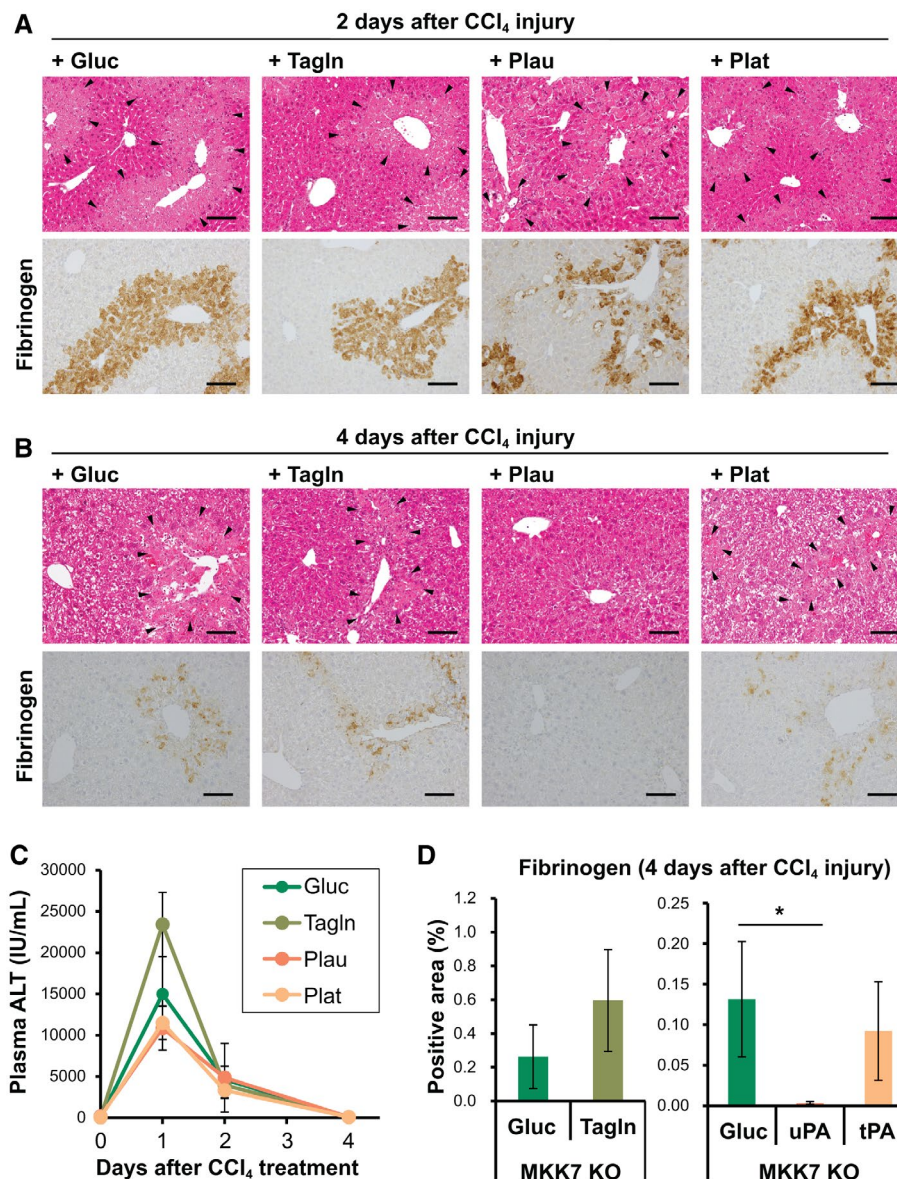 A
2 days after CCl₄ injury
+ Gluc
+ Tagln
+ Plau
+ Plat
Fibrinogen
B
4 days after CCl₄ injury
+ Gluc
+ Tagln
+ Plau
+ Plat
Fibrinogen
C
Plasma ALT (IU/mL)
30000
25000
20000
15000
10000
5000
0
Gluc
Tagln
Plau
Plat
0 1 2 3 4
Days after CCl₄ treatment
D
Fibrinogen (4 days after CCl₄ injury)
Positive area (%)
1.2
1.0
0.8
0.6
0.4
0.2
0.0
Gluc Tagln
MKK7 KO
0.25
0.20
0.15
0.10
0.05
0.00
*
Gluc uPA tPA
MKK7 KO